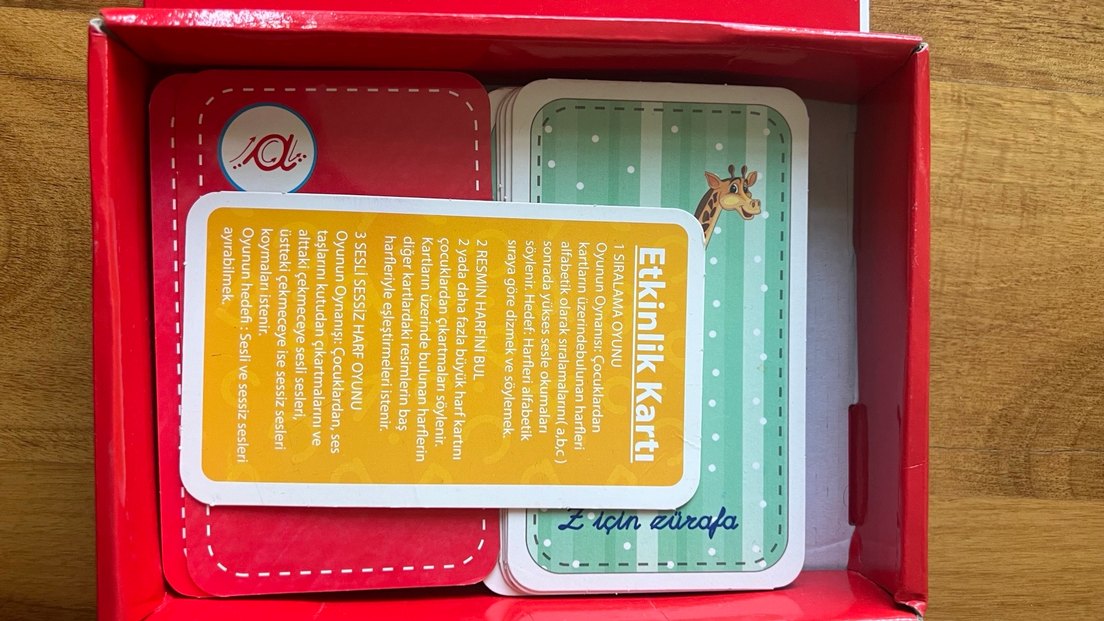 Etkinlik Kartı
1 SIRALAMA OYUNU
Oyunun Oynanısı: Çocuklardan
kartların üzerindebulunan harfleri
alfabetik olarak sıralamalarını( a,b,c )
sonrada yükses sesle okumaları
söylenir. Hedef: Harfleri alfabetik
sıraya göre dizmek ve söylemek.
2 RESMİN HARFİNİ BUL
2 yada daha fazla büyük harf kartını
çocuklardan çıkartmaları söylenir.
Kartların üzerinde bulunan harflerin
diğer kartlardaki resimlerin baş
harfleriyle eşleştirmeleri istenir.
3 SESLİ SESSİZ HARF OYUNU
Oyunun Oynanışı: Çocuklardan, ses
taşlarını kutudan çıkartmalarını ve
alttaki çekmeceye sesli sesleri,
üstteki çekmeceye ise sessiz sesleri
koymaları istenir.
Oyunun hedefi : Sesli ve sessiz sesleri
ayırabilmek.
a
Z için zürafa